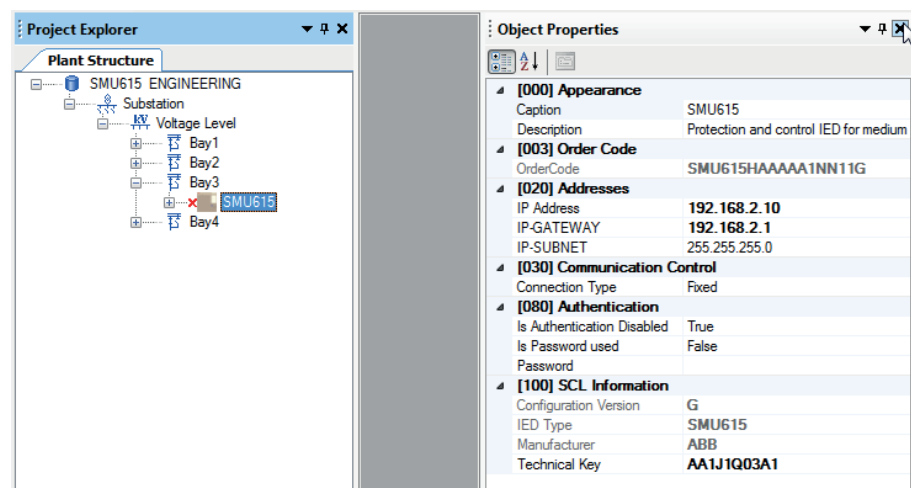 Project Explorer
Plant Structure
SMU615 ENGINEERING
Substation
Voltage Level
Bay1
Bay2
Bay3
SMU615
Bay4
Object Properties
[000] Appearance
Caption SMU615
Description Protection and control IED for medium
[003] Order Code
OrderCode SMU615HAAAAA1NN11G
[020] Addresses
IP Address 192.168.2.10
IP-GATEWAY 192.168.2.1
IP-SUBNET 255.255.255.0
[030] Communication Control
Connection Type Fixed
[080] Authentication
Is Authentication Disabled True
Is Password used False
Password
[100] SCL Information
Configuration Version G
IED Type SMU615
Manufacturer ABB
Technical Key AA1J1Q03A1